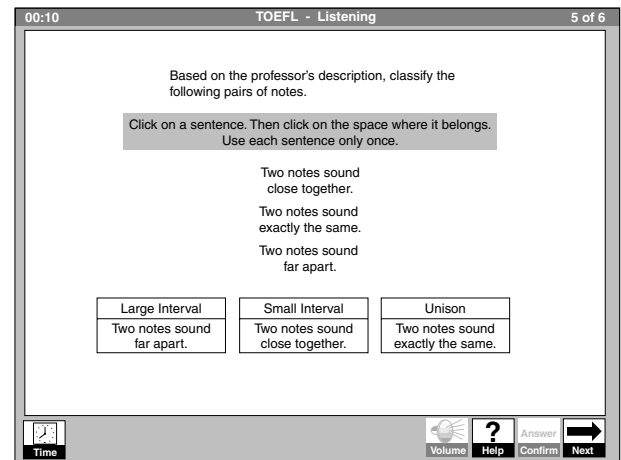 00:10 TOEFL - Listening 5 of 6
Based on the professor's description, classify the
following pairs of notes.
Click on a sentence. Then click on the space where it belongs.
Use each sentence only once.
Two notes sound
close together.
Two notes sound
exactly the same.
Two notes sound
far apart.
Large Interval Small Interval Unison
Two notes sound Two notes sound Two notes sound
far apart. close together. exactly the same.
? Answer
Time Volume Help Confirm Next